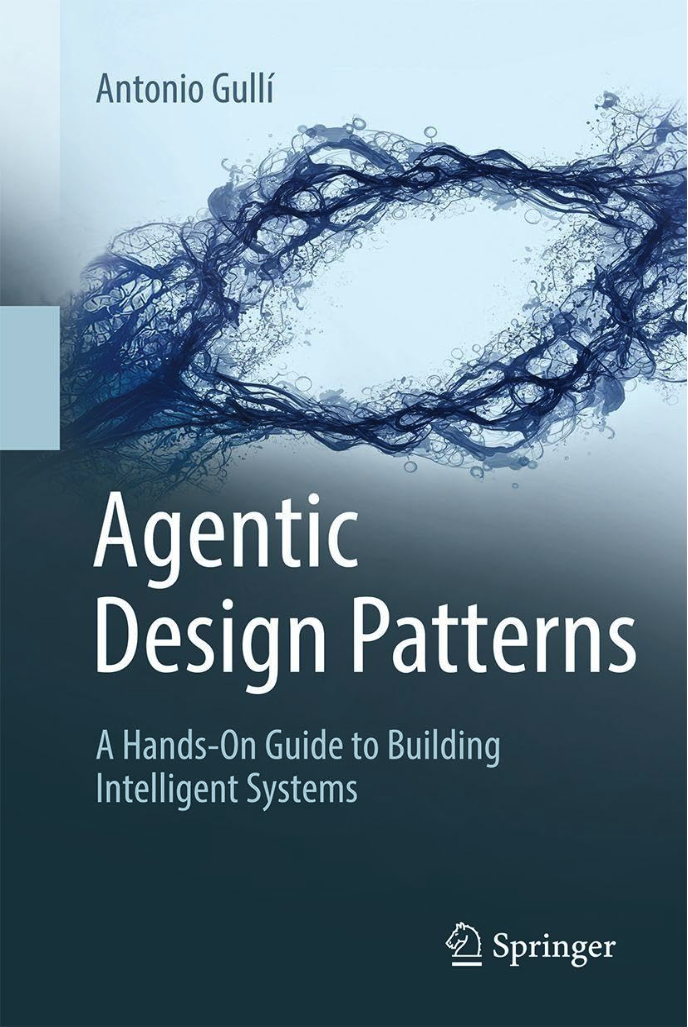 Antonio Gullí
Agentic
Design Patterns
A Hands-On Guide to Building
Intelligent Systems
Springer